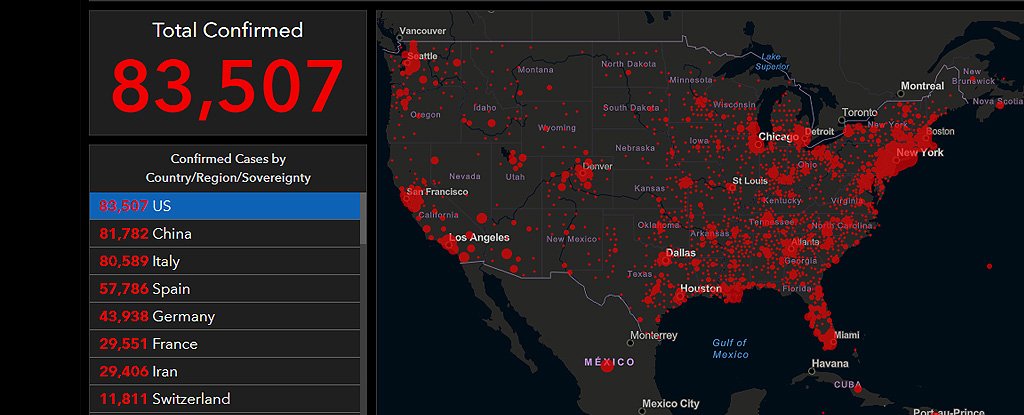 Total Confirmed
83,507
Confirmed Cases by
Country/Region/Sovereignty
83,507 US
81,782 China
80,589 Italy
57,786 Spain
43,938 Germany
29,551 France
29,406 Iran
11,811 Switzerland
Vancouver
Seattle
Montana
North Dakota
Minnesota
Lake
Superior
Montreal
New
Brunswick
Nova Scotia
Oregon
Idaho
Wyoming
South Dakota
Wisconsin
Toronto
Detroit
New York
Boston
Chicago
Iowa
Nebraska
New York
Ohio
Nevada
Utah
Denver
San Francisco
California
Kansas
St Louis
Kentucky
Virginia
Los Angeles
New Mexico
Oklahoma
Arkansas
Tennessee
North Carolina
Atlanta
Georgia
Dallas
Texas
Houston
Florida
Monterrey
Gulf of
Mexico
Miami
MÉXICO
Havana
CUBA
Mexico City
Port-au-Prince